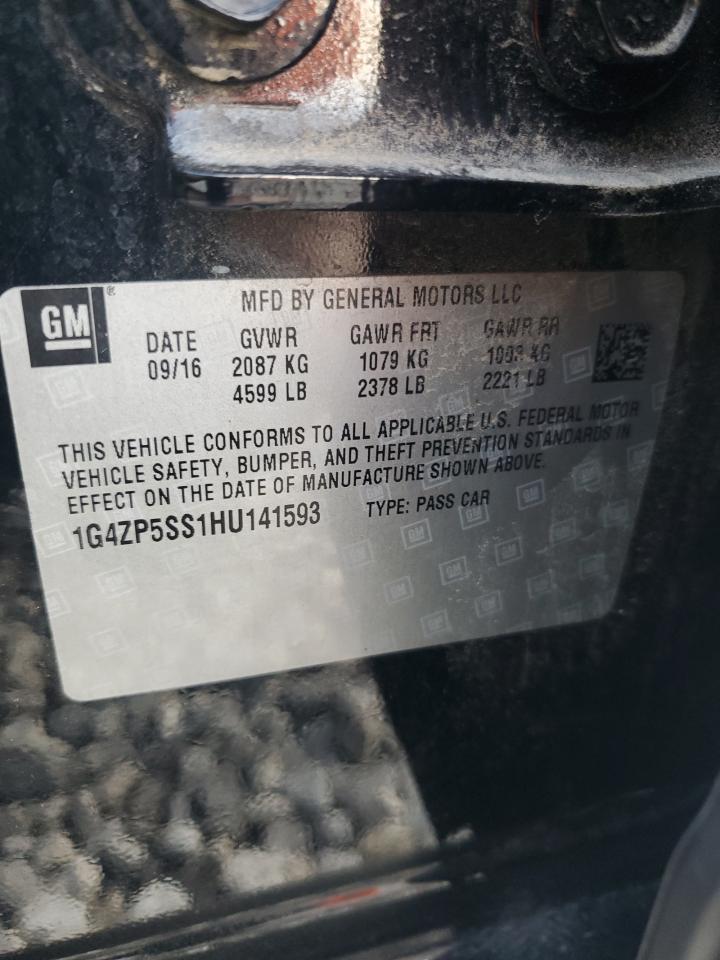 GM ® MFD BY GENERAL MOTORS LLC
DATE GVWR GAWR FRT GAWR RR
09/16 2087 KG 1079 KG KG
4599 LB 2378 LB 2221 LB
THIS VEHICLE CONFORMS TO ALL APPLICABLE U.S. FEDERAL MOTOR
VEHICLE SAFETY, BUMPER, AND THEFT PREVENTION STANDARDS IN
EFFECT ON THE DATE OF MANUFACTURE SHOWN ABOVE.
1G4ZP5SS1HU141593 TYPE: PASS CAR